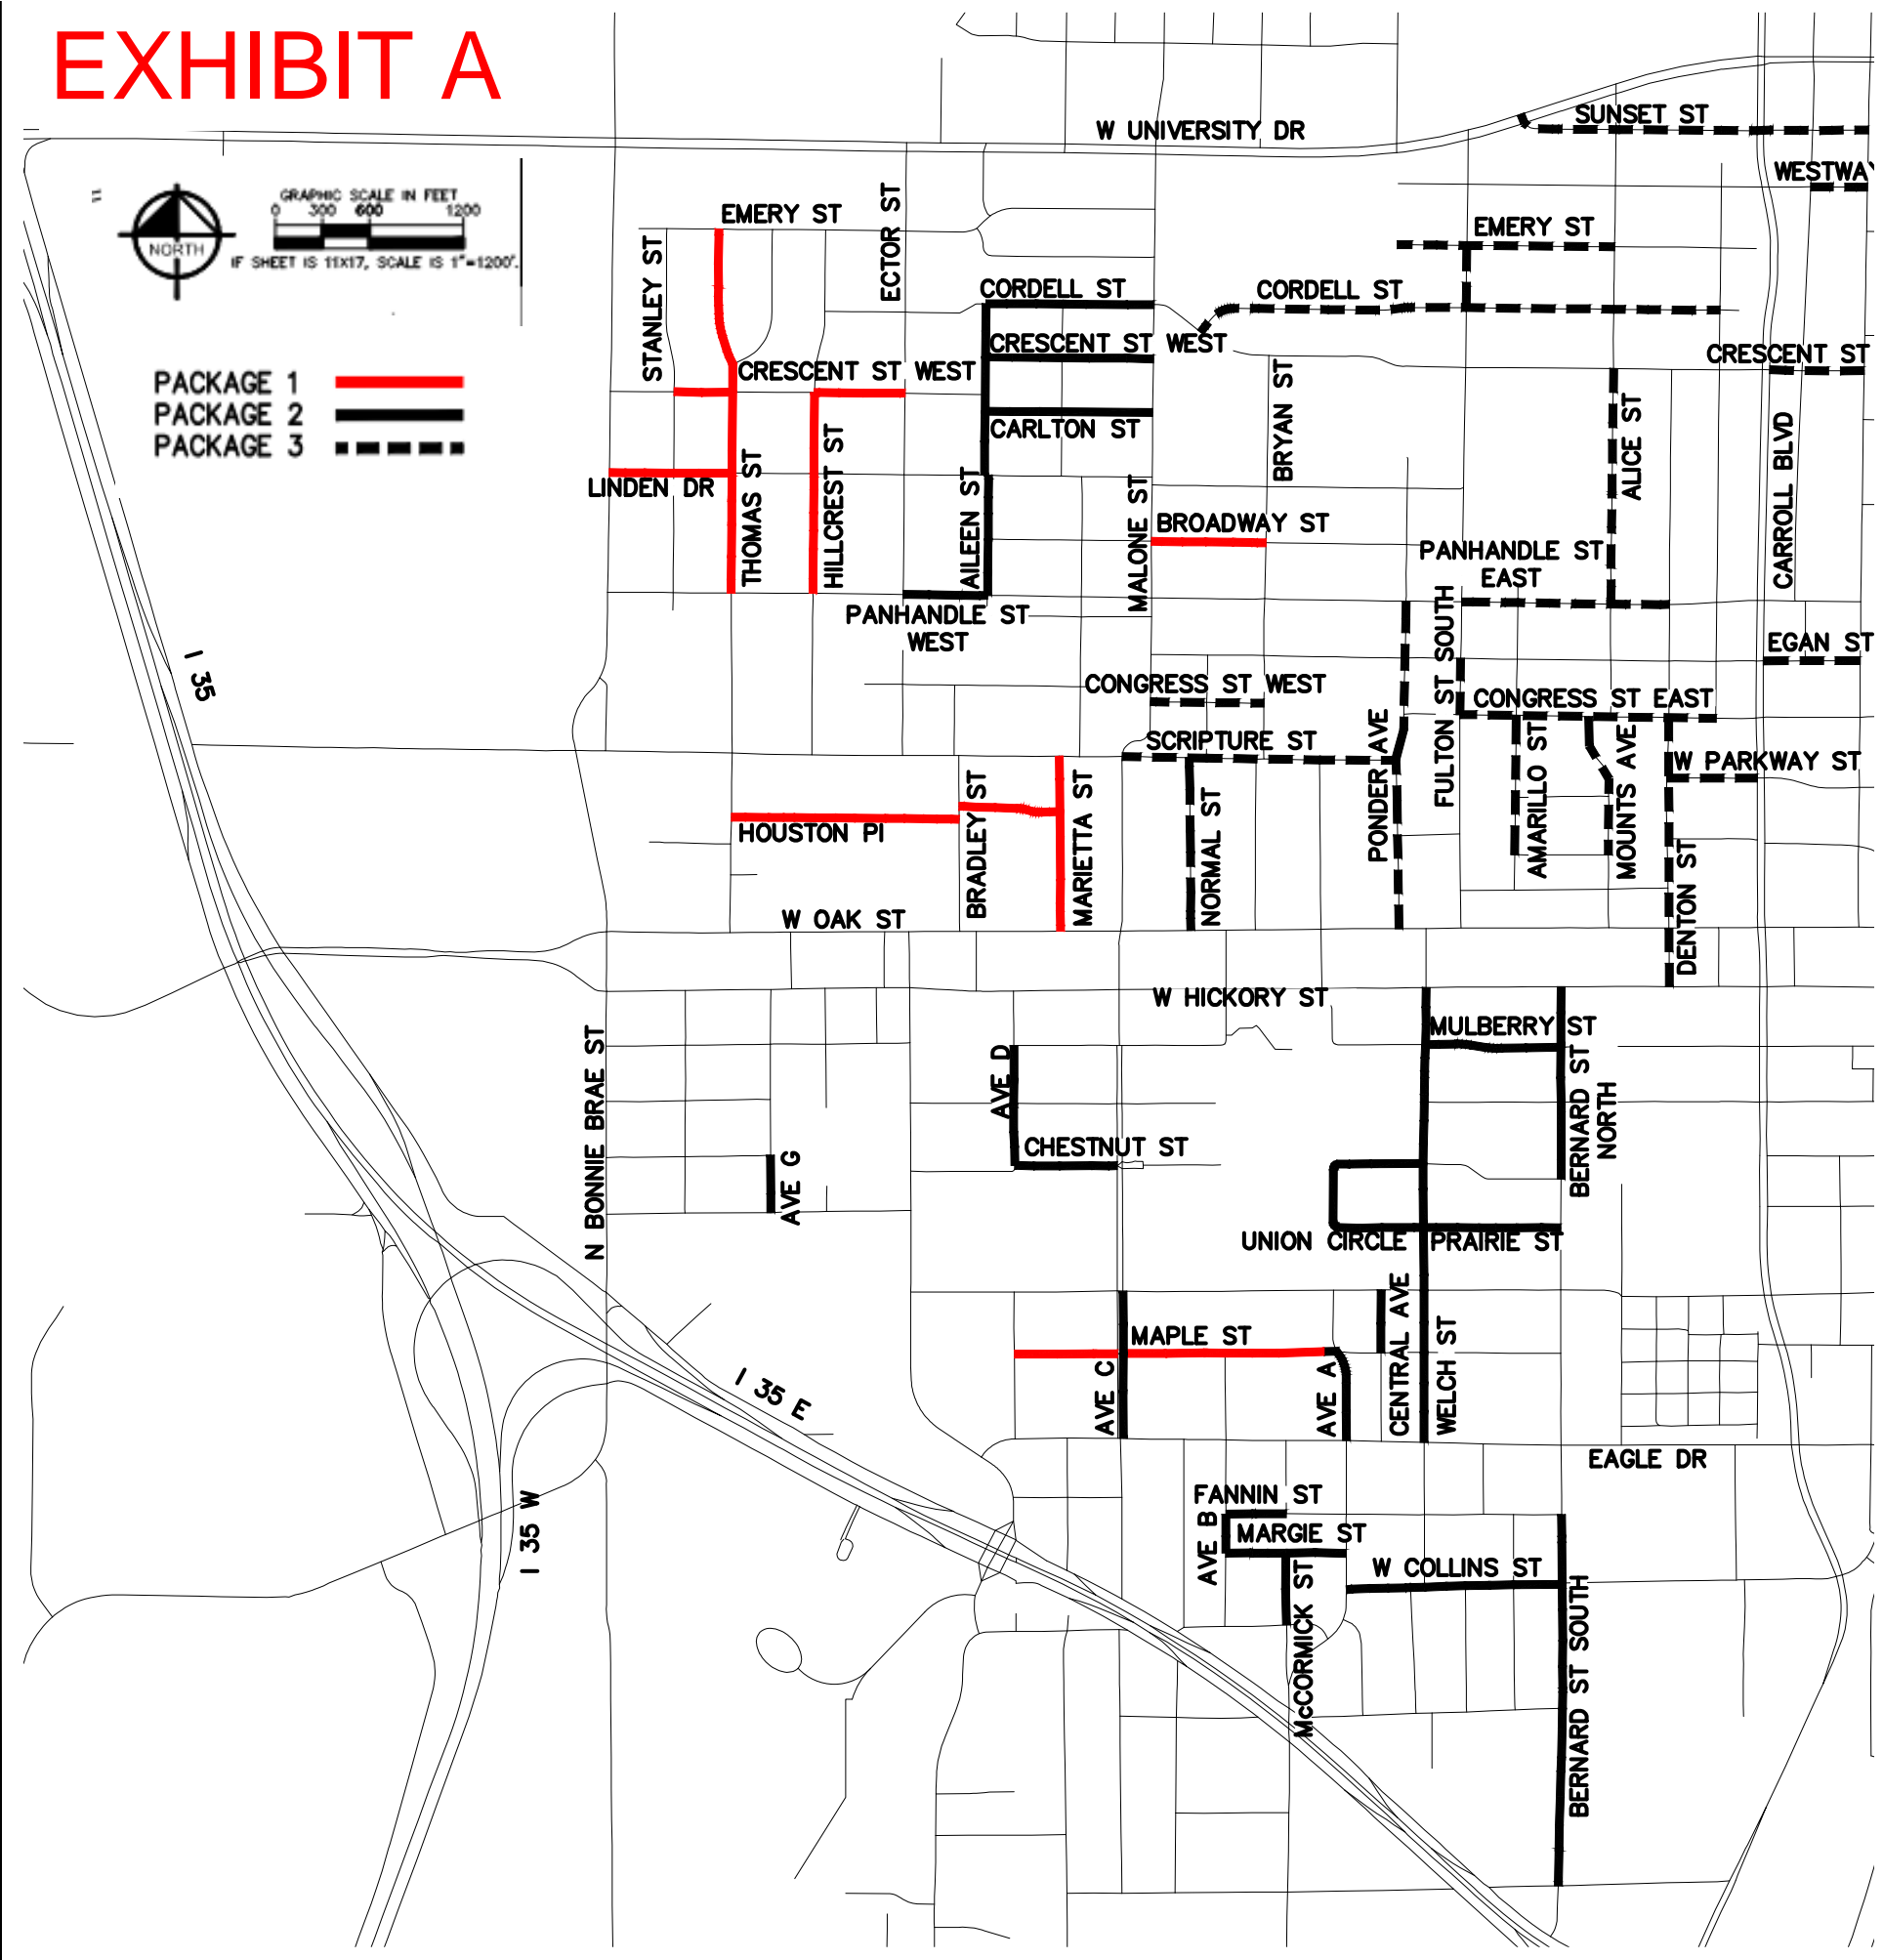 EXHIBIT A
W UNIVERSITY DR
SUNSET ST
WESTWAY
GRAPHIC SCALE IN FEET
0 300 600 1200
NORTH
IF SHEET IS 11X17, SCALE IS 1"=1200'.
EMERY ST
ECTOR ST
STANLEY ST
EMERY ST
CORDELL ST
CORDELL ST
CRESCENT ST WEST
CRESCENT ST
PACKAGE 1
PACKAGE 2
PACKAGE 3
CRESCENT ST WEST
CARLTON ST
BRYAN ST
ALICE ST
CARROLL BLVD
LINDEN DR
THOMAS ST
HILLCREST ST
AILEEN ST
MALONE ST
BROADWAY ST
PANHANDLE ST
EAST
PANHANDLE ST
WEST
FULTON ST SOUTH
EGAN ST
I 35
CONGRESS ST WEST
CONGRESS ST EAST
SCRIPTURE ST
PONDER AVE
AMARILLO ST
MOUNTS AVE
W PARKWAY ST
HOUSTON Pl
BRADLEY ST
MARIETTA ST
NORMAL ST
DENTON ST
W OAK ST
W HICKORY ST
MULBERRY ST
N BONNIE BRAE ST
AVE D
BERNARD ST
NORTH
CHESTNUT ST
AVE G
UNION CIRCLE
PRAIRIE ST
MAPLE ST
CENTRAL AVE
WELCH ST
I 35 E
AVE C
AVE A
EAGLE DR
I 35 W
FANNIN ST
AVE B
MARGIE ST
W COLLINS ST
McCORMICK ST
BERNARD ST SOUTH